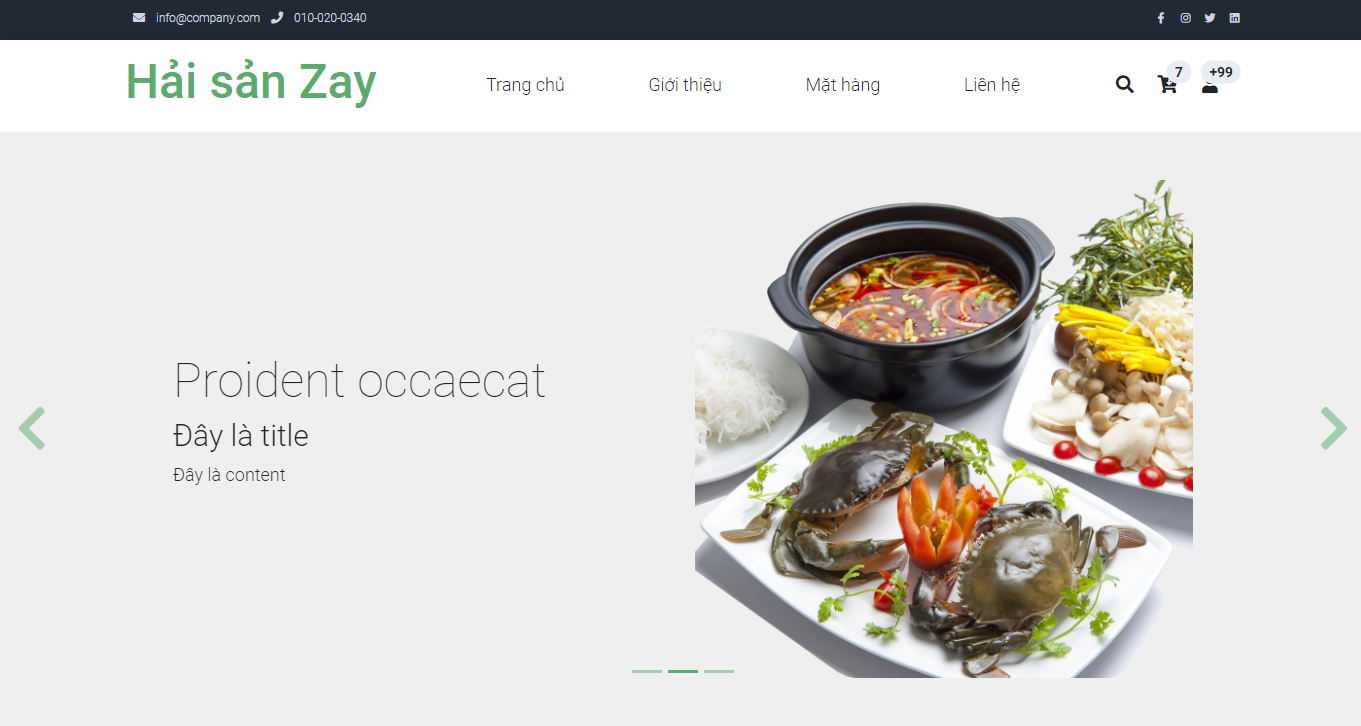 info@company.com 010-020-0340
Hải sản Zay
Trang chủ Giới thiệu Mặt hàng Liên hệ
7 +99
Proident occaecat
Đây là title
Đây là content